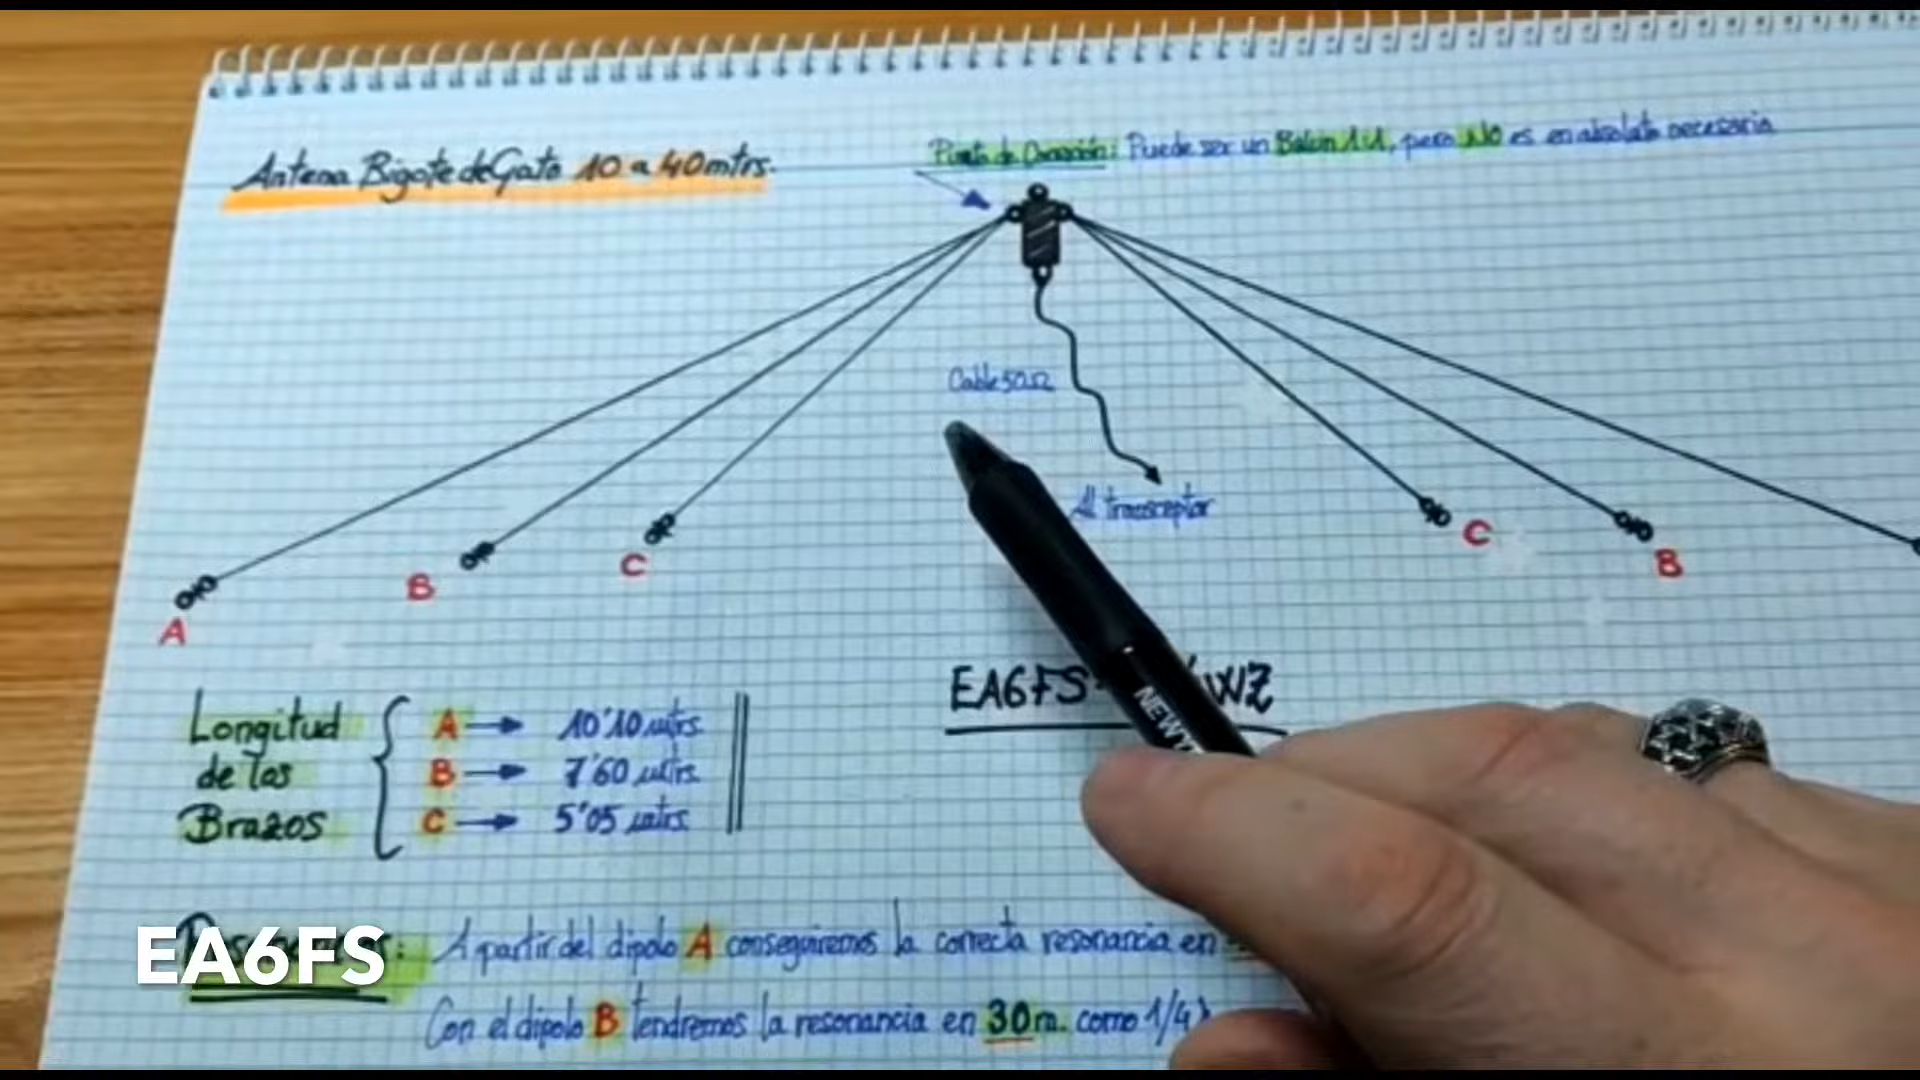 Antena Bigote de Gato 10 a 40mtrs.
Punto de Conexión: Puede ser un Balun 1:1, pero NO es en absoluto necesario
Cable 50Ω
Al transceptor
A
B
C
C
B
EA6FS
WZ
Longitud de los Brazos
A → 10'10 mtrs.
B → 7'60 mtrs.
C → 5'05 mtrs.
NEW
A partir del dipolo A conseguiremos la correcta resonancia en
Con el dipolo B tendremos la resonancia en 30m. como 1/4λ
EA6FS